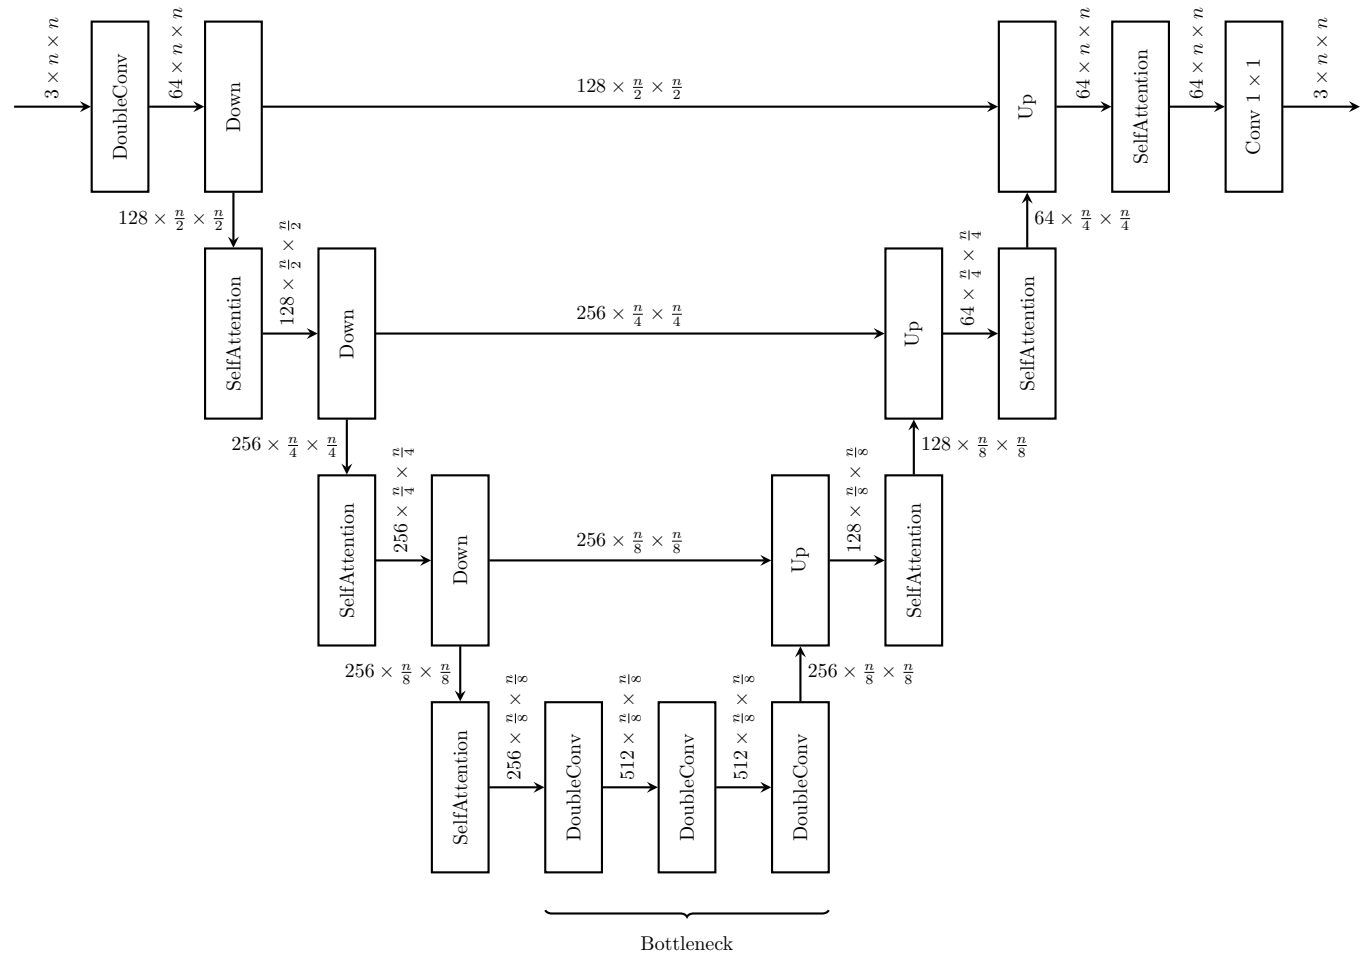 3 × n × n
DoubleConv
64 × n × n
Down
128 × n/2 × n/2
Up
64 × n × n
SelfAttention
64 × n × n
Conv 1 × 1
3 × n × n
128 × n/2 × n/2
64 × n/4 × n/4
SelfAttention
128 × n/2 × n/2
Down
256 × n/4 × n/4
Up
64 × n/4 × n/4
SelfAttention
256 × n/4 × n/4
128 × n/8 × n/8
SelfAttention
256 × n/4 × n/4
Down
256 × n/8 × n/8
Up
128 × n/8 × n/8
SelfAttention
256 × n/8 × n/8
256 × n/8 × n/8
SelfAttention
256 × n/8 × n/8
DoubleConv
512 × n/8 × n/8
DoubleConv
512 × n/8 × n/8
DoubleConv
Bottleneck